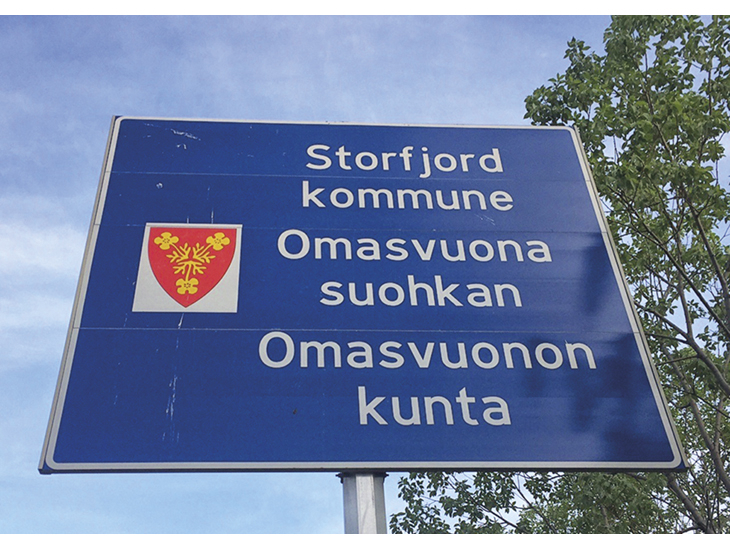 Storfjord
kommune
Omasvuona
suohkan
Omasvuonon
kunta